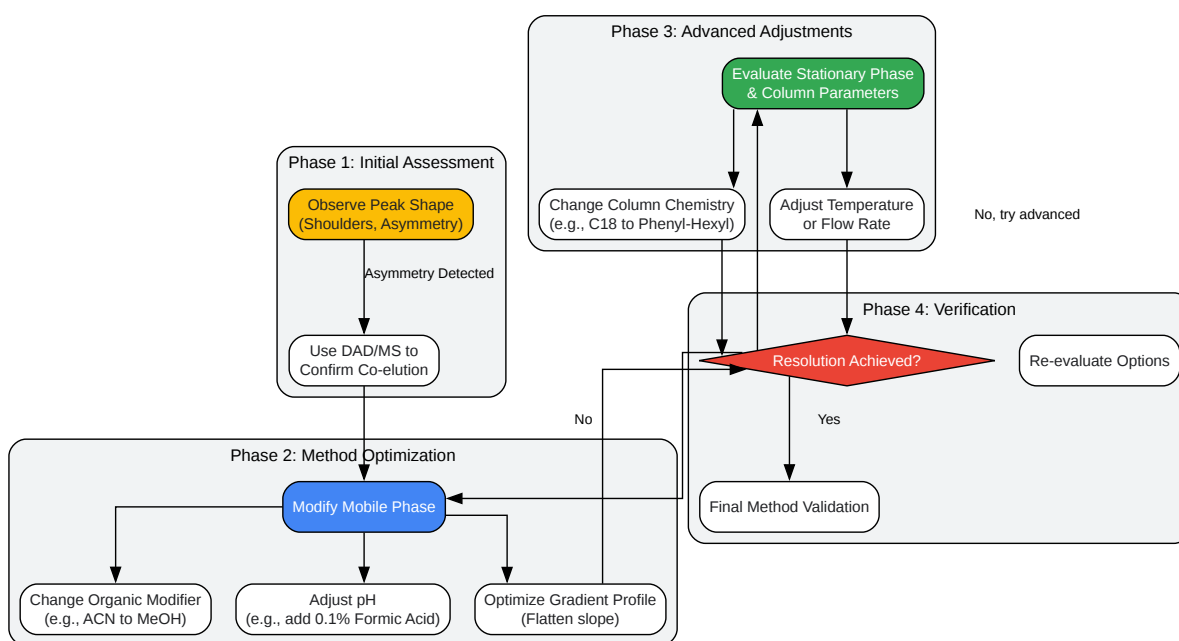 Phase 3: Advanced Adjustments
Evaluate Stationary Phase
& Column Parameters
Change Column Chemistry
(e.g., C18 to Phenyl-Hexyl)
Adjust Temperature
or Flow Rate
No, try advanced
Phase 1: Initial Assessment
Observe Peak Shape
(Shoulders, Asymmetry)
Asymmetry Detected
Use DAD/MS to
Confirm Co-elution
Phase 4: Verification
Resolution Achieved?
Re-evaluate Options
No
Yes
Final Method Validation
Phase 2: Method Optimization
Modify Mobile Phase
Change Organic Modifier
(e.g., ACN to MeOH)
Adjust pH
(e.g., add 0.1% Formic Acid)
Optimize Gradient Profile
(Flatten slope)